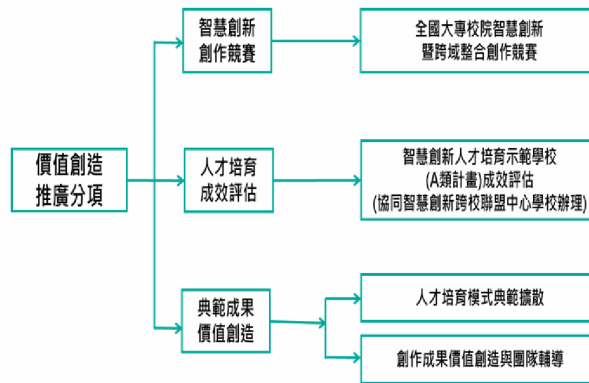 價值創造
推廣分項
智慧創新
創作競賽
全國大專校院智慧創新
暨跨域整合創作競賽
人才培育
成效評估
智慧創新人才培育示範學校
(A類計畫)成效評估
(協同智慧創新跨校聯盟中心學校辦理)
典範成果
價值創造
人才培育模式典範擴散
創作成果價值創造與團隊輔導